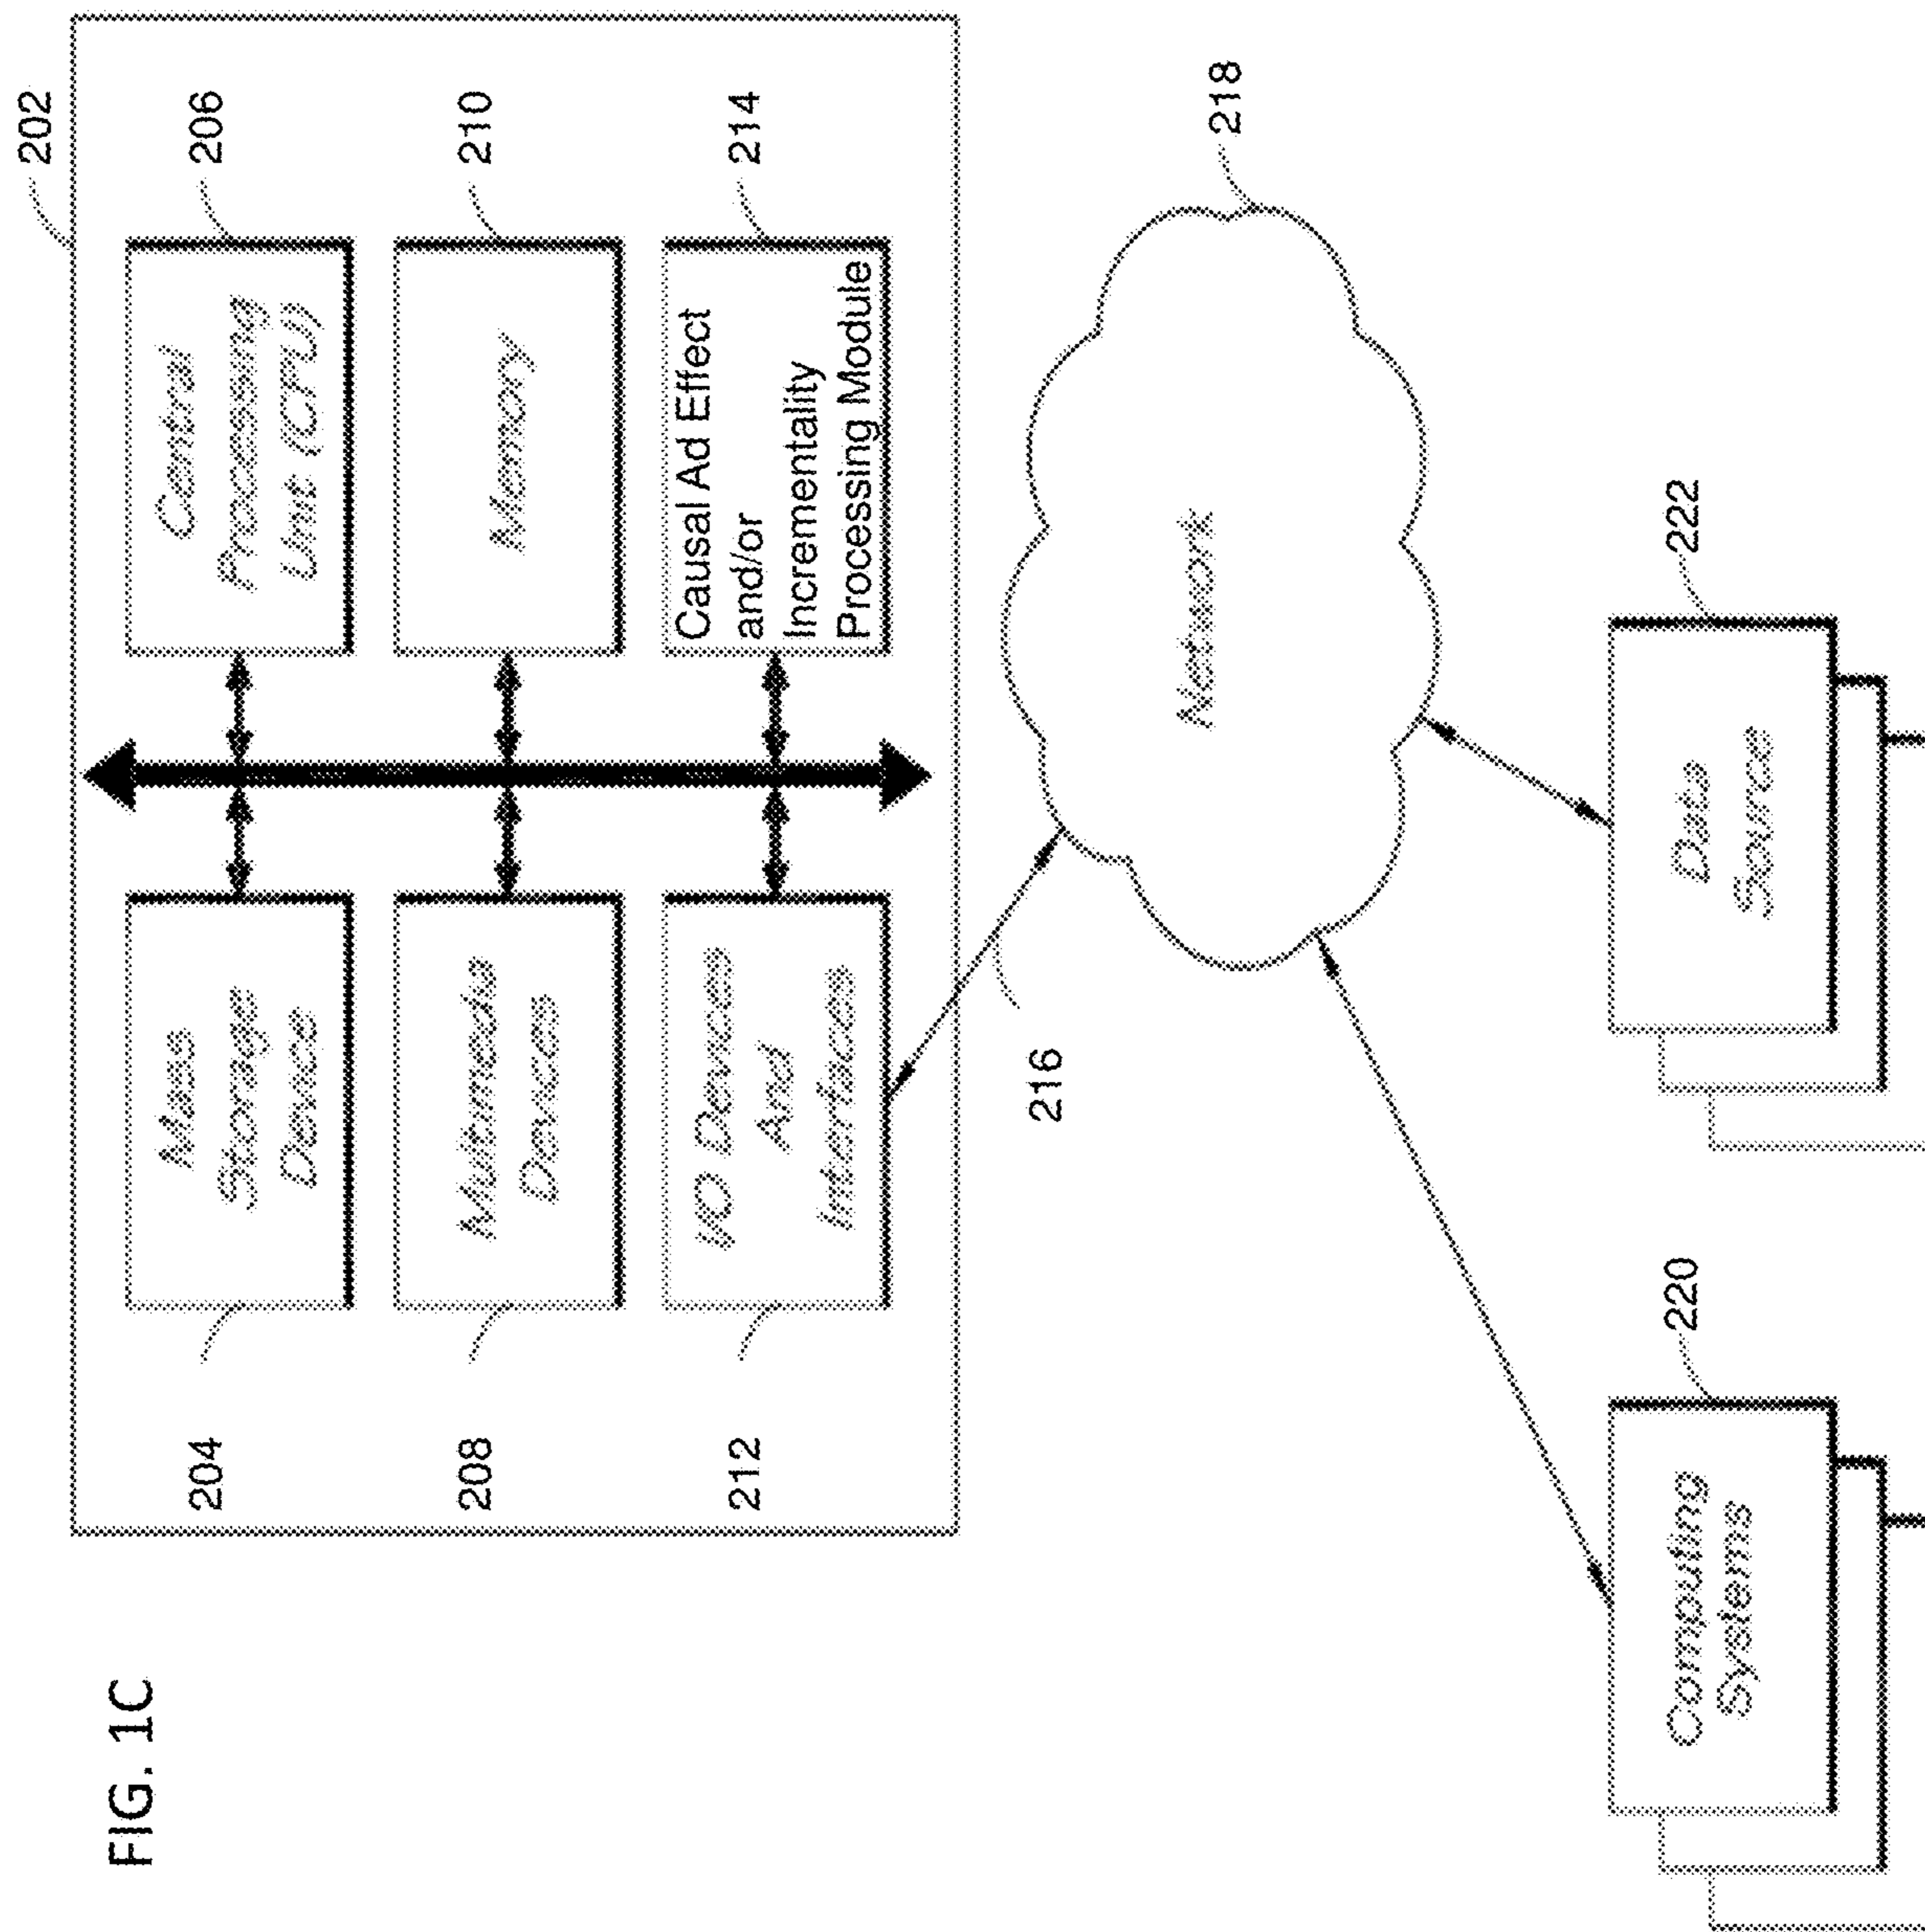 FIG. 1C
202
204
Mass
Storage
Device
Central
Processing
Unit (CPU)
206
208
Multimedia
Devices
Memory
210
212
I/O Devices
And
Interfaces
Causal Ad Effect
and/or
Incrementality
Processing Module
214
216
Network
218
Computing
Systems
220
Data
Source
222